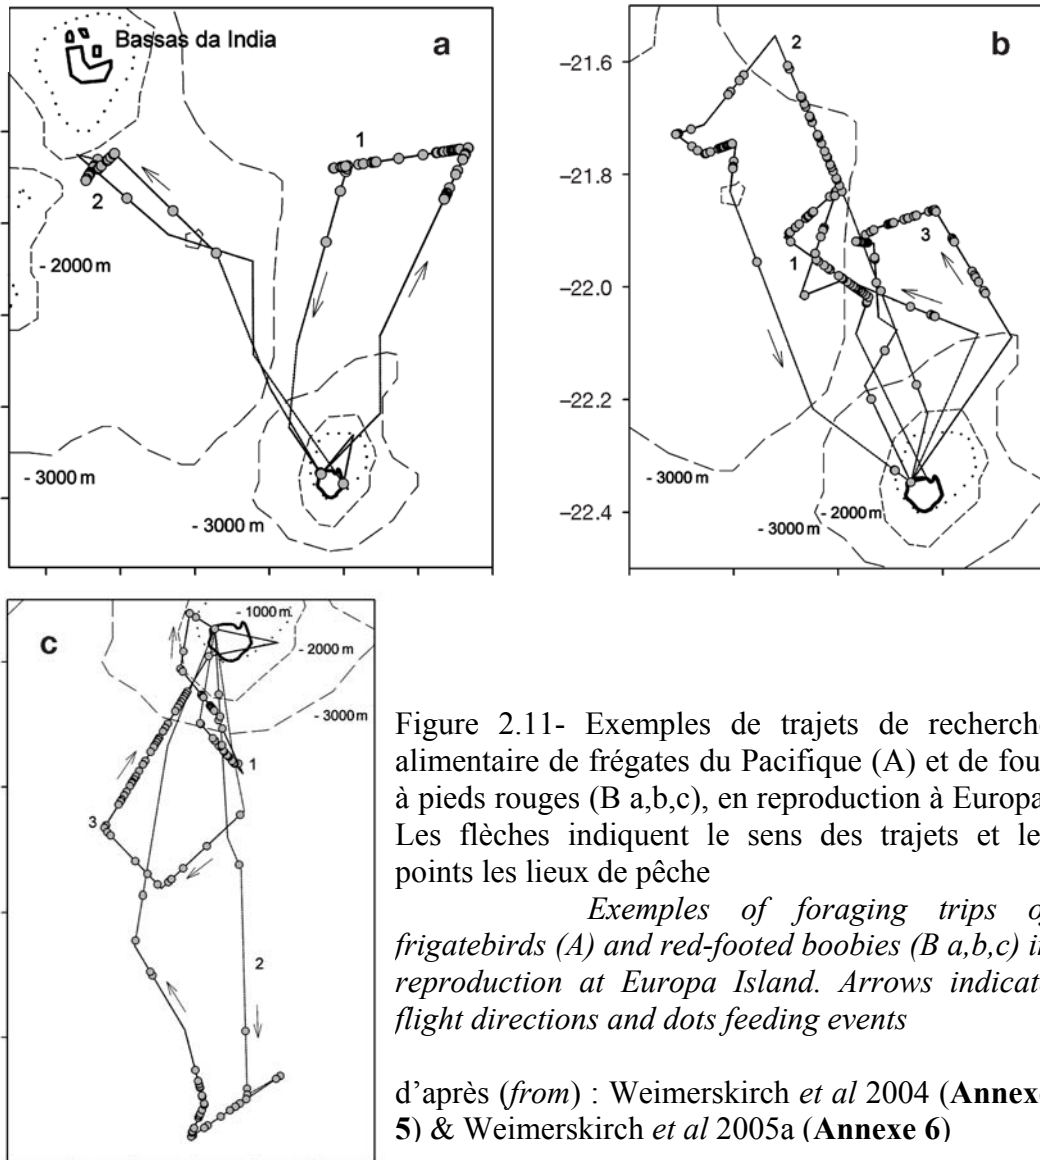 Bassas da India
a
1
2
- 2000 m
- 3000 m
- 3000 m
b
−21.6
−21.8
−22.0
−22.2
−22.4
2
3
1
- 3000 m
- 2000 m
- 3000 m
c
- 1000 m
- 2000 m
- 3000 m
1
3
2
Figure 2.11- Exemples de trajets de recherche
alimentaire de frégates du Pacifique (A) et de fou
à pieds rouges (B a,b,c), en reproduction à Europa
Les flèches indiquent le sens des trajets et le
points les lieux de pêche
Exemples of foraging trips o
frigatebirds (A) and red-footed boobies (B a,b,c) i
reproduction at Europa Island. Arrows indicat
flight directions and dots feeding events
d'après (from) : Weimerskirch et al 2004 (Annexe
5) & Weimerskirch et al 2005a (Annexe 6)